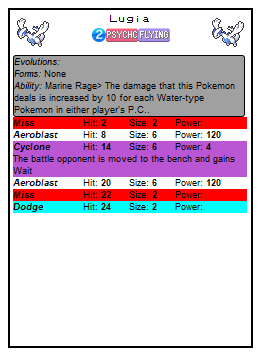 Lugia
2 PSYCHC FLYING
Evolutions:
Forms: None
Ability: Marine Rage> The damage that this Pokemon
deals is increased by 10 for each Water-type
Pokemon in either player's P.C..
Miss Hit: 2 Size: 2 Power:
Aeroblast Hit: 8 Size: 6 Power: 120
Cyclone Hit: 14 Size: 6 Power: 4
The battle opponent is moved to the bench and gains
Wait
Aeroblast Hit: 20 Size: 6 Power: 120
Miss Hit: 22 Size: 2 Power:
Dodge Hit: 24 Size: 2 Power: